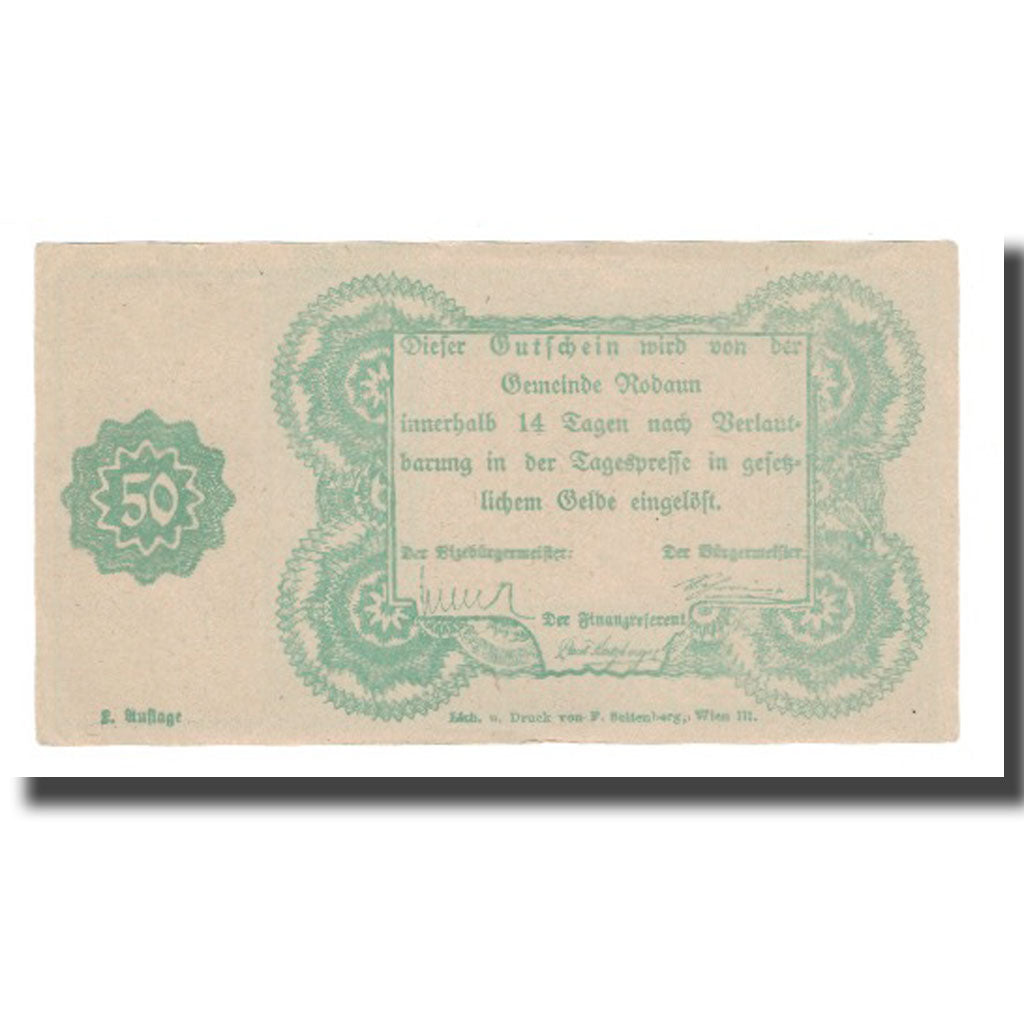 Dieser Gutschein wird von der
Gemeinde Rodaun
innerhalb 14 Tagen nach Verlaut-
barung in der Tagespresse in gesetz-
lichem Gelde eingelöst.
50
Der Vizebürgermeister: Der Bürgermeister
Der Finanzreferent
2. Auflage
Lith. u. Druck von F. Seitenberg, Wien III.